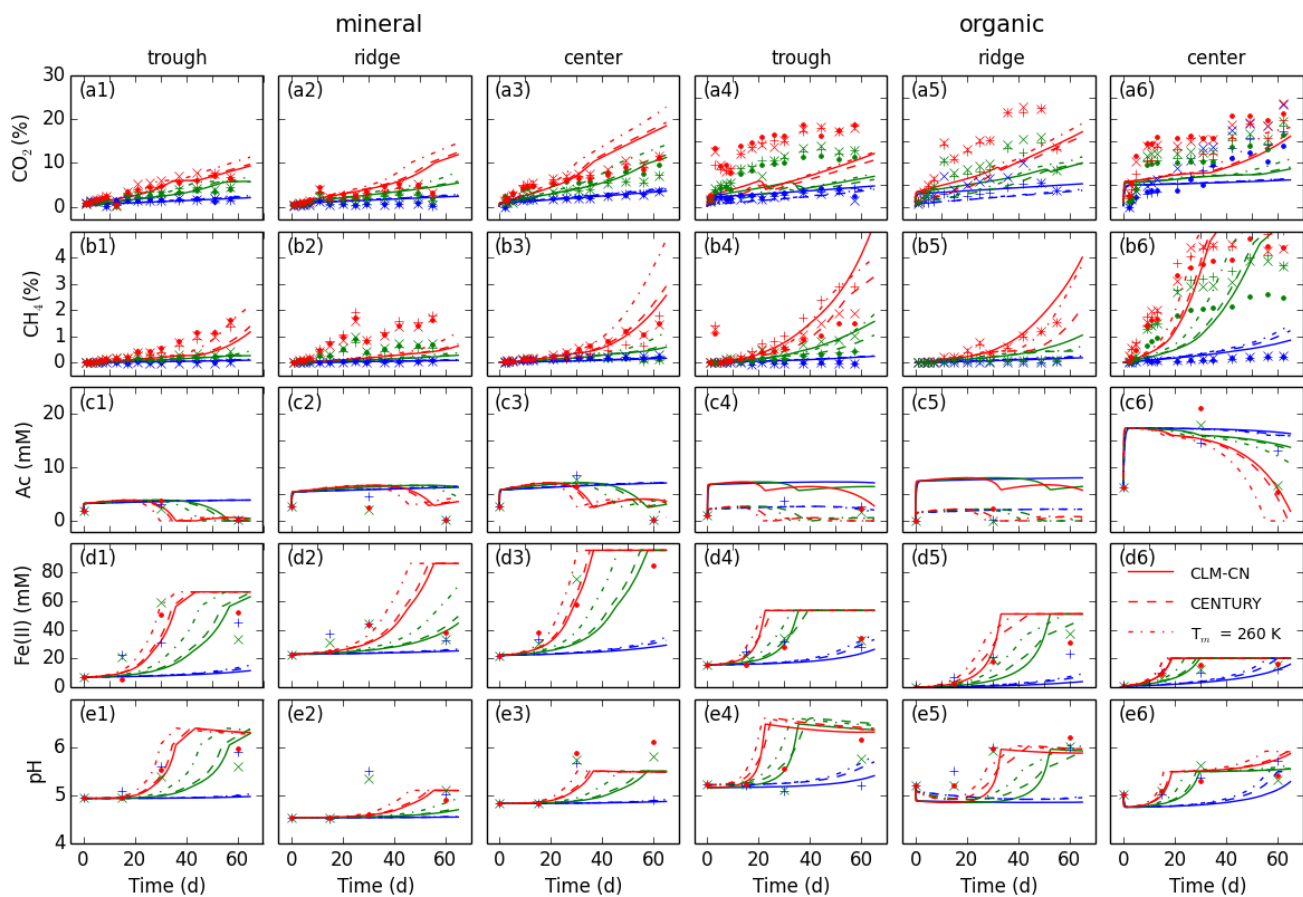 mineral organic
trough ridge center trough ridge center
CO₂ (%)
30
20
10
0
(a1) (a2) (a3) (a4) (a5) (a6)
CH₄ (%)
4
3
2
1
0
(b1) (b2) (b3) (b4) (b5) (b6)
Ac (mM)
20
15
10
5
0
(c1) (c2) (c3) (c4) (c5) (c6)
Fe(II) (mM)
80
60
40
20
0
(d1) (d2) (d3) (d4) (d5) (d6)
CLM-CN
CENTURY
Tₘ = 260 K
pH
6
5
4
(e1) (e2) (e3) (e4) (e5) (e6)
0 20 40 60 0 20 40 60 0 20 40 60 0 20 40 60 0 20 40 60 0 20 40 60
Time (d) Time (d) Time (d) Time (d) Time (d) Time (d)